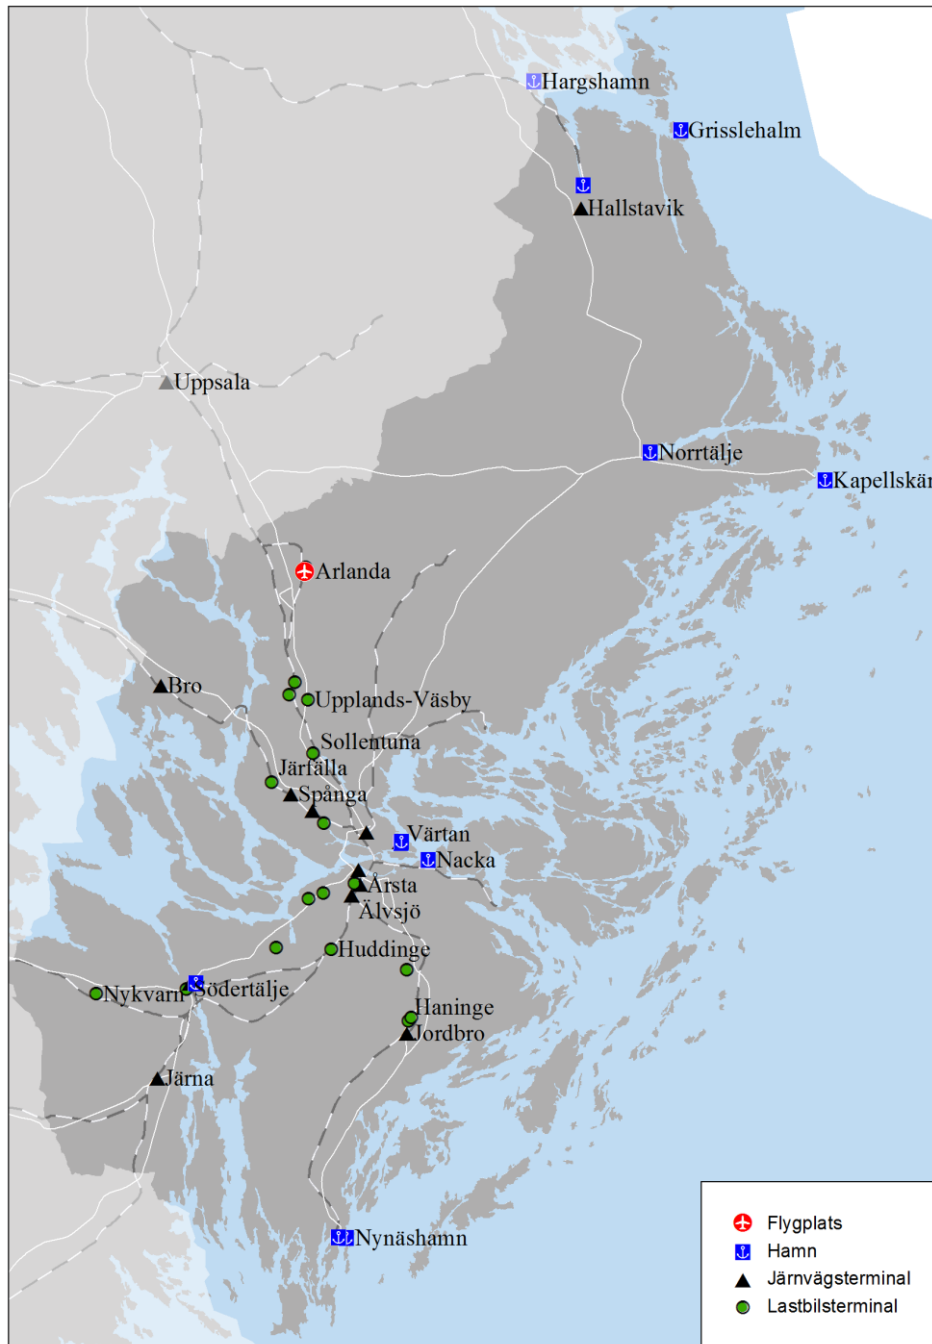 Hargshamn
Grisslehalm
Hallstavik
Uppsala
Norrtälje
Kapellskär
Arlanda
Bro
Upplands-Väsby
Sollentuna
Järfälla
Spånga
Värtan
Nacka
Årsta
Älvsjö
Huddinge
Nykvarn
Södertälje
Haninge
Jordbro
Järna
Nynäshamn
Flygplats
Hamn
Järnvägsterminal
Lastbilsterminal